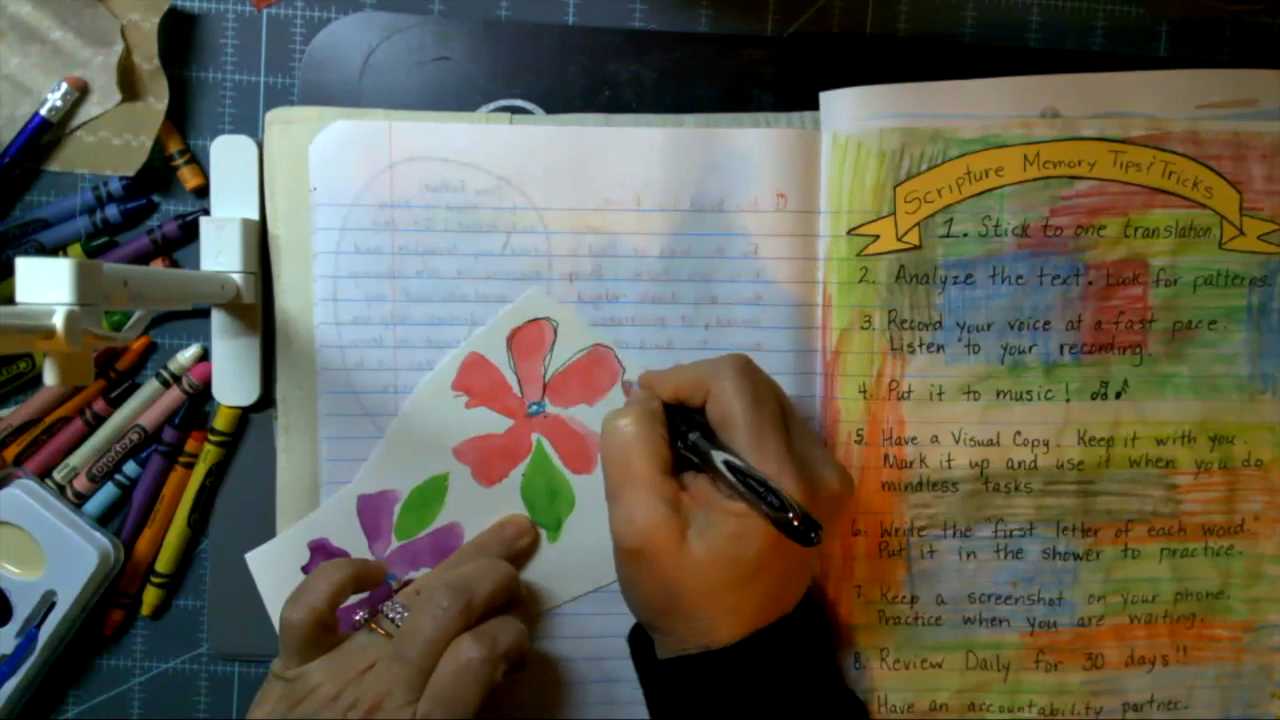 Scripture Memory Tips & Tricks
1. Stick to one translation.
2. Analyze the text. Look for patterns.
3. Record your voice at a fast pace.
Listen to your recording.
4. Put it to music!
5. Have a Visual Copy. Keep it with you.
Mark it up and use it when you do
mindless tasks
6. Write the "first letter of each word."
Put it in the shower to practice.
7. Keep a screenshot on your phone.
Practice when you are waiting.
8. Review Daily for 30 days!!
Have an accountability partner.
Crayola